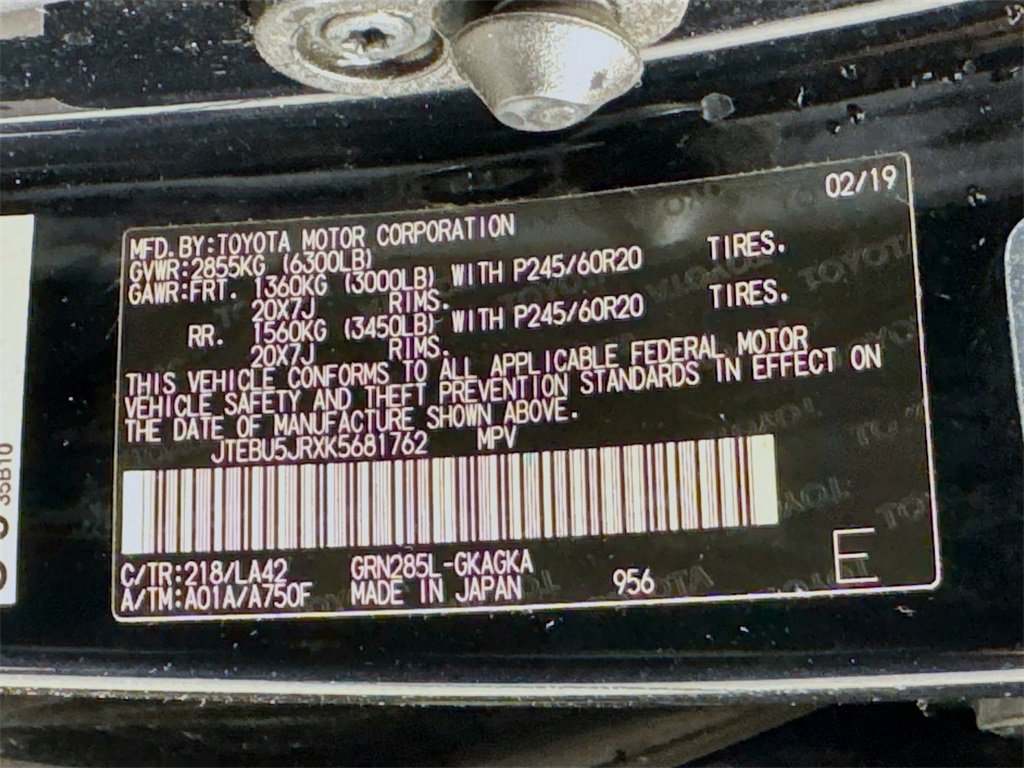 02/19
MFD. BY: TOYOTA MOTOR CORPORATION
GVWR: 2855KG (6300LB)
GAWR: FRT. 1360KG (3000LB) WITH P245/60R20 TIRES.
20X7J RIMS.
RR. 1560KG (3450LB) WITH P245/60R20 TIRES.
20X7J RIMS.
THIS VEHICLE CONFORMS TO ALL APPLICABLE FEDERAL MOTOR
VEHICLE SAFETY AND THEFT PREVENTION STANDARDS IN EFFECT ON
THE DATE OF MANUFACTURE SHOWN ABOVE.
JTEBU5JRXK5681762 MPV
C/TR: 218/LA42 GRN285L-GKAGKA
A/TM: A01A/A750F MADE IN JAPAN 956 E
35B10